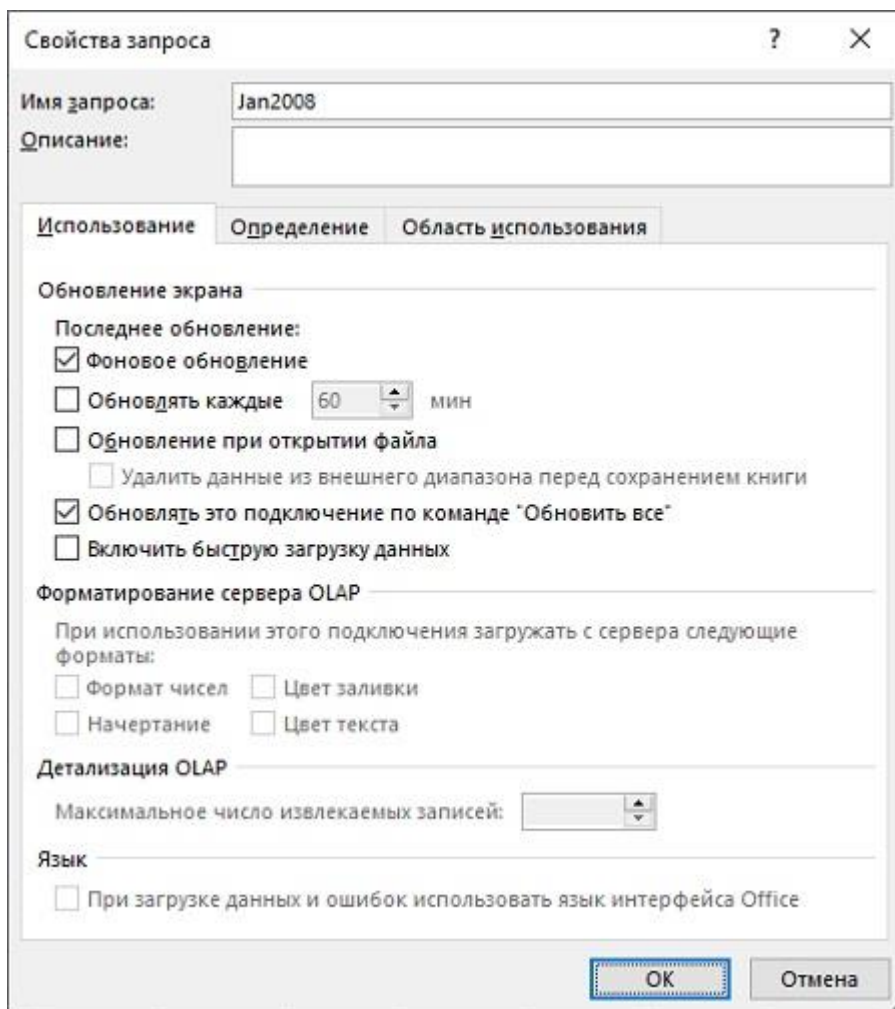 Свойства запроса ?
Имя запроса: Jan2008
Описание:
Использование Определение Область использования
Обновление экрана
Последнее обновление:
Фоновое обновление
Обновлять каждые 60 мин
Обновление при открытии файла
Удалить данные из внешнего диапазона перед сохранением книги
Обновлять это подключение по команде "Обновить все"
Включить быструю загрузку данных
Форматирование сервера OLAP
При использовании этого подключения загружать с сервера следующие
форматы:
Формат чисел Цвет заливки
Начертание Цвет текста
Детализация OLAP
Максимальное число извлекаемых записей:
Язык
При загрузке данных и ошибок использовать язык интерфейса Office
ОК Отмена